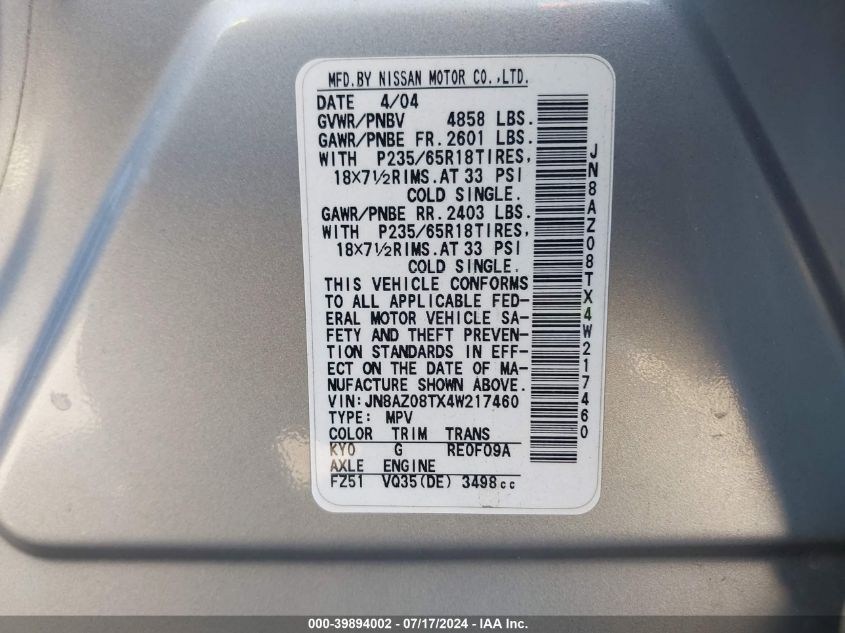 MFD.BY NISSAN MOTOR CO.,LTD.
DATE 4/04
GVWR/PNBV 4858 LBS.
GAWR/PNBE FR.2601 LBS.
WITH P235/65R18TIRES,
18×7½RIMS.AT 33 PSI
COLD SINGLE.
GAWR/PNBE RR.2403 LBS.
WITH P235/65R18TIRES,
18×7½RIMS.AT 33 PSI
COLD SINGLE.
THIS VEHICLE CONFORMS
TO ALL APPLICABLE FED-
ERAL MOTOR VEHICLE SA-
FETY AND THEFT PREVEN-
TION STANDARDS IN EFF-
ECT ON THE DATE OF MA-
NUFACTURE SHOWN ABOVE.
VIN:JN8AZ08TX4W217460
TYPE: MPV
COLOR TRIM TRANS
KY0 G RE0F09A
AXLE ENGINE
FZ51 VQ35(DE) 3498cc
JN8AZ08TX4W217460
000-39894002 - 07/17/2024 - IAA Inc.